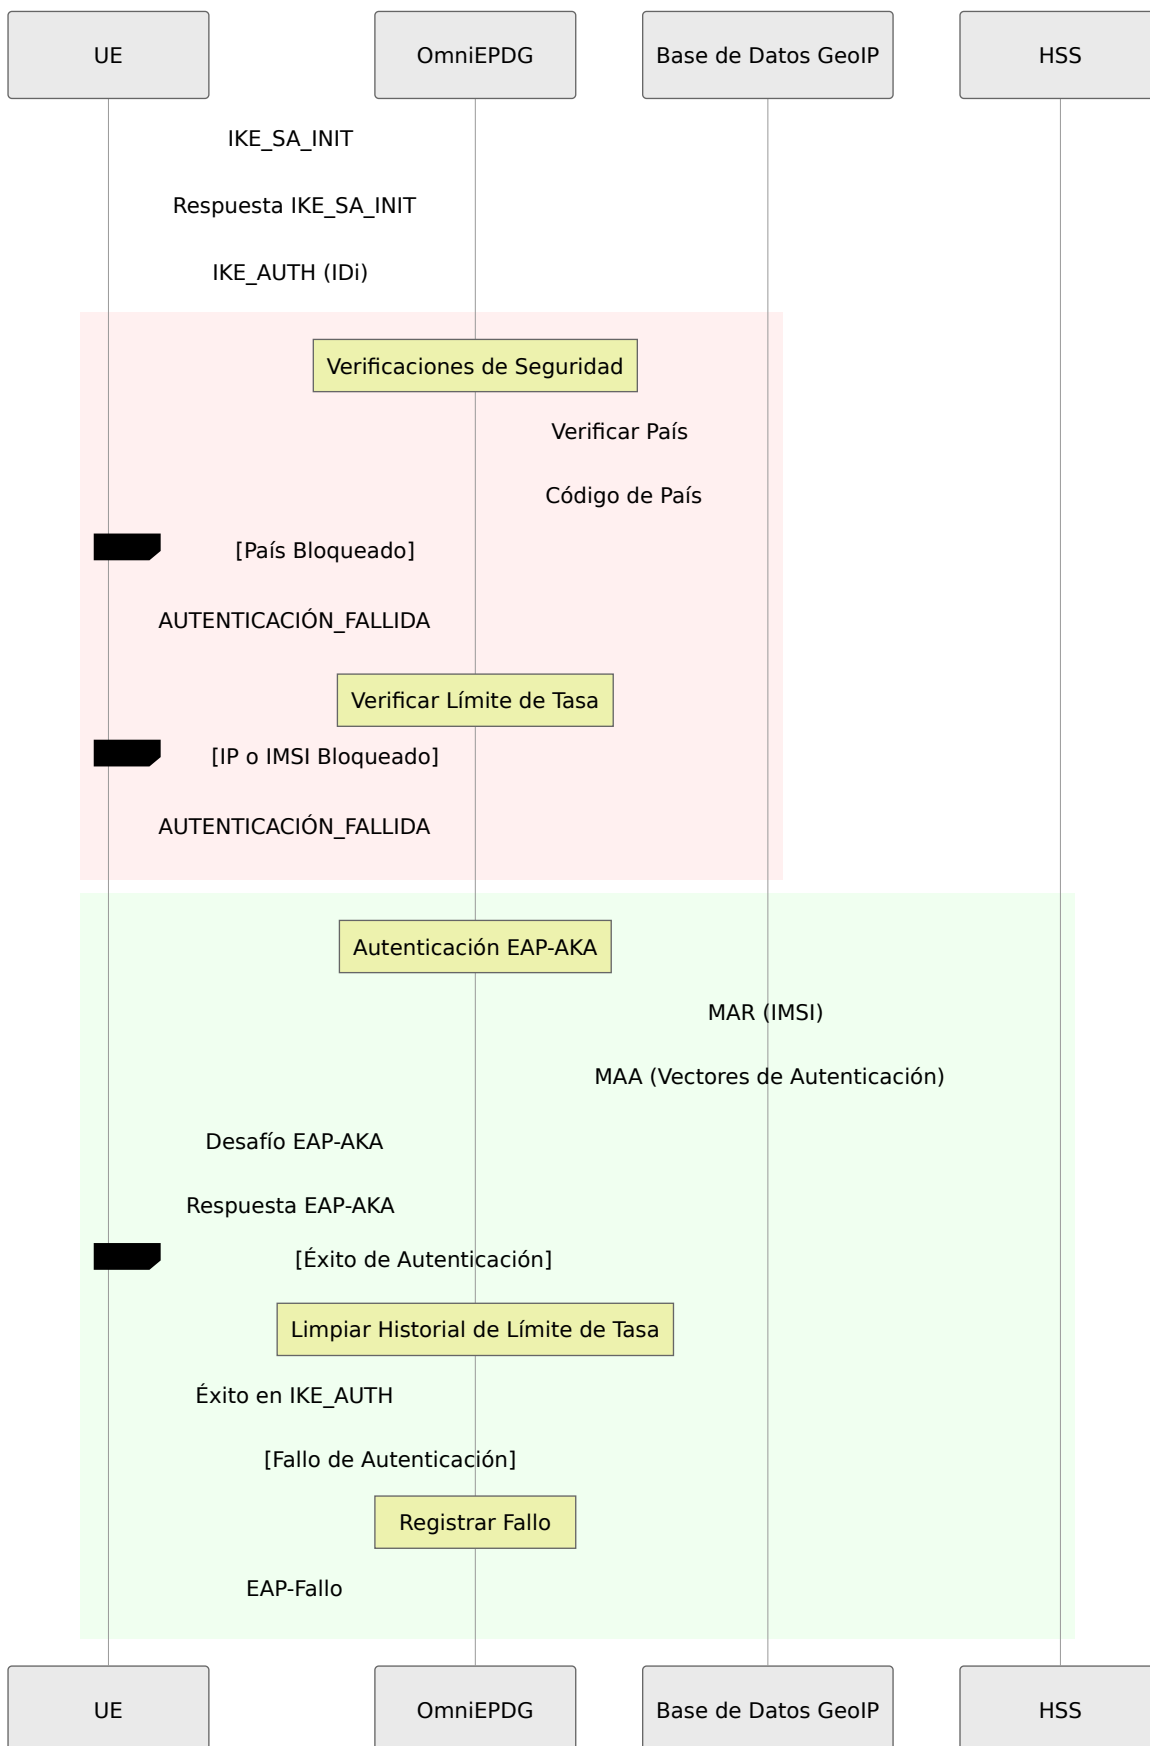 UE
OmniEPDG
Base de Datos GeoIP
HSS
IKE_SA_INIT
Respuesta IKE_SA_INIT
IKE_AUTH (IDi)
Verificaciones de Seguridad
Verificar País
Código de País
[País Bloqueado]
AUTENTICACIÓN_FALLIDA
Verificar Límite de Tasa
[IP o IMSI Bloqueado]
AUTENTICACIÓN_FALLIDA
Autenticación EAP-AKA
MAR (IMSI)
MAA (Vectores de Autenticación)
Desafío EAP-AKA
Respuesta EAP-AKA
[Éxito de Autenticación]
Limpiar Historial de Límite de Tasa
Éxito en IKE_AUTH
[Fallo de Autenticación]
Registrar Fallo
EAP-Fallo
UE
OmniEPDG
Base de Datos GeoIP
HSS